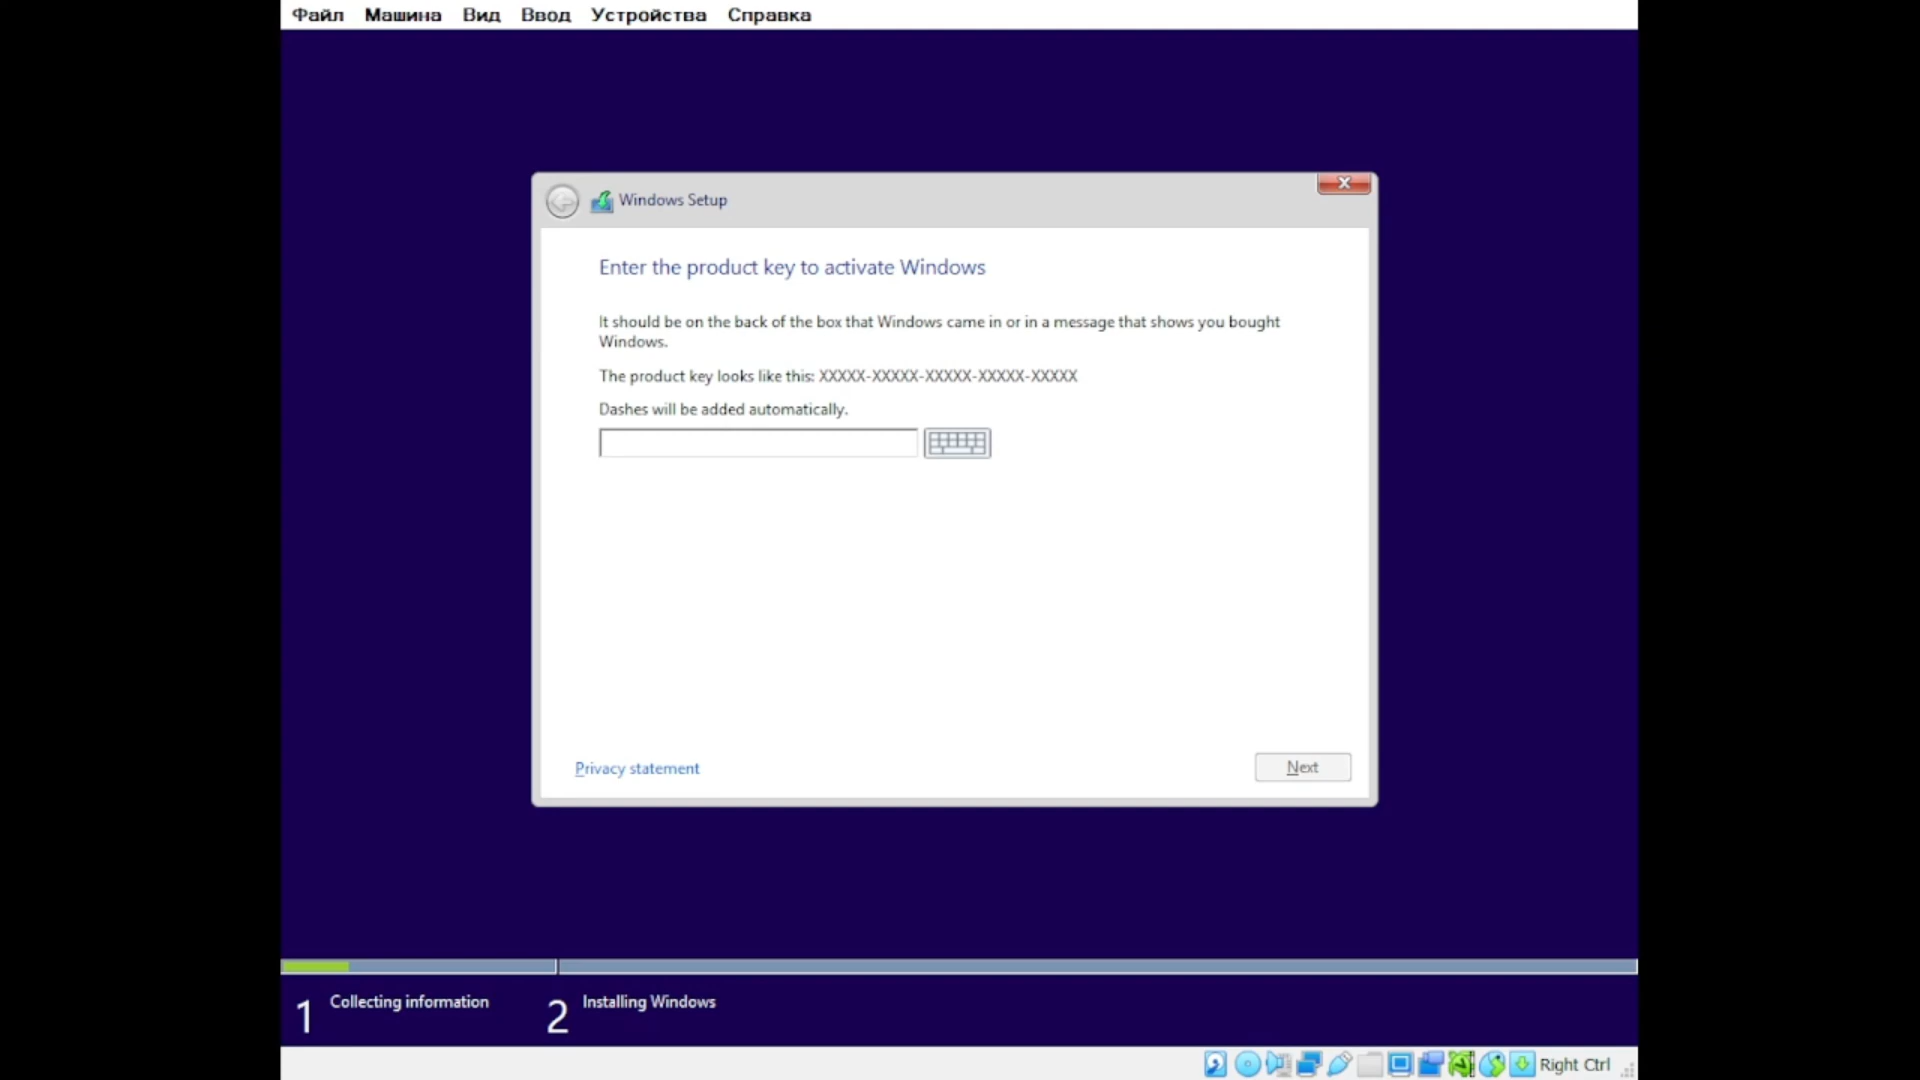 Файл Машина Вид Ввод Устройства Справка
Windows Setup
Enter the product key to activate Windows
It should be on the back of the box that Windows came in or in a message that shows you bought
Windows.
The product key looks like this: XXXXX-XXXXX-XXXXX-XXXXX-XXXXX
Dashes will be added automatically.
Privacy statement
Next
1 Collecting information
2 Installing Windows
Right Ctrl